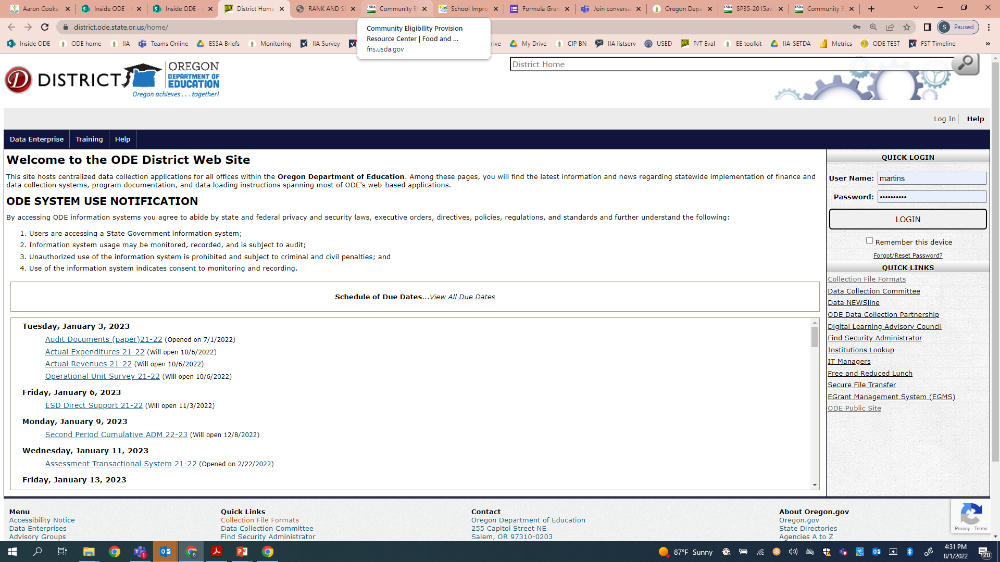 Aaron Cooke
Inside ODE -
Inside ODE -
District Home
RANK AND SE
Community E
School Impro
Formula Gran
Join conversa
Oregon Depa
SP35-2015av
Community E
district.ode.state.or.us/home/
Paused
Community Eligibility Provision
Resource Center | Food and ...
fns.usda.gov
Inside ODE
ODE home
IIA
Teams Online
ESSA Briefs
Monitoring
IIA Survey
rive
My Drive
CIP BN
IIA listserv
USED
P/T Eval
EE toolkit
IIA-SETDA
Metrics
ODE TEST
FST Timeline
»
DISTRICT
OREGON
DEPARTMENT OF
EDUCATION
Oregon achieves . . . together!
District Home
Log In
Help
Data Enterprise
Training
Help
Welcome to the ODE District Web Site
This site hosts centralized data collection applications for all offices within the Oregon Department of Education. Among these pages, you will find the latest information and news regarding statewide implementation of finance and
data collection systems, program documentation, and data loading instructions spanning most of ODE's web-based applications.
ODE SYSTEM USE NOTIFICATION
By accessing ODE information systems you agree to abide by state and federal privacy and security laws, executive orders, directives, policies, regulations, and standards and further understand the following:
1. Users are accessing a State Government information system;
2. Information system usage may be monitored, recorded, and is subject to audit;
3. Unauthorized use of the information system is prohibited and subject to criminal and civil penalties; and
4. Use of the information system indicates consent to monitoring and recording.
Schedule of Due Dates...View All Due Dates
Tuesday, January 3, 2023
Audit Documents (paper)21-22 (Opened on 7/1/2022)
Actual Expenditures 21-22 (Will open 10/6/2022)
Actual Revenues 21-22 (Will open 10/6/2022)
Operational Unit Survey 21-22 (Will open 10/6/2022)
Friday, January 6, 2023
ESD Direct Support 21-22 (Will open 11/3/2022)
Monday, January 9, 2023
Second Period Cumulative ADM 22-23 (Will open 12/8/2022)
Wednesday, January 11, 2023
Assessment Transactional System 21-22 (Opened on 2/22/2022)
Friday, January 13, 2023
QUICK LOGIN
User Name: martins
Password: ••••••••••
LOGIN
Remember this device
Forgot/Reset Password?
QUICK LINKS
Collection File Formats
Data Collection Committee
Data NEWSline
ODE Data Collection Partnership
Digital Learning Advisory Council
Find Security Administrator
Institutions Lookup
IT Managers
Free and Reduced Lunch
Secure File Transfer
EGrant Management System (EGMS)
ODE Public Site
Menu
Accessibility Notice
Data Enterprises
Advisory Groups
Quick Links
Collection File Formats
Data Collection Committee
Find Security Administrator
Contact
Oregon Department of Education
255 Capitol Street NE
Salem, OR 97310-0203
About Oregon.gov
Oregon.gov
State Directories
Agencies A to Z
Privacy - Terms
87°F Sunny
4:31 PM
8/1/2022
20